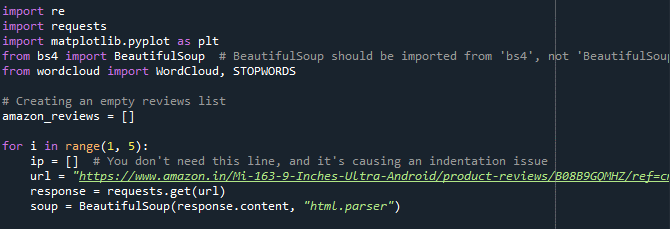 import re
import requests
import matplotlib.pyplot as plt
from bs4 import BeautifulSoup  # BeautifulSoup should be imported from 'bs4', not 'BeautifulSoup
from wordcloud import WordCloud, STOPWORDS
# Creating an empty reviews list
amazon_reviews = []
for i in range(1, 5):
    ip = []  # You don't need this line, and it's causing an indentation issue
    url = "https://www.amazon.in/Mi-163-9-Inches-Ultra-Android/product-reviews/B08B9GQMHZ/ref=c
    response = requests.get(url)
    soup = BeautifulSoup(response.content, "html.parser")